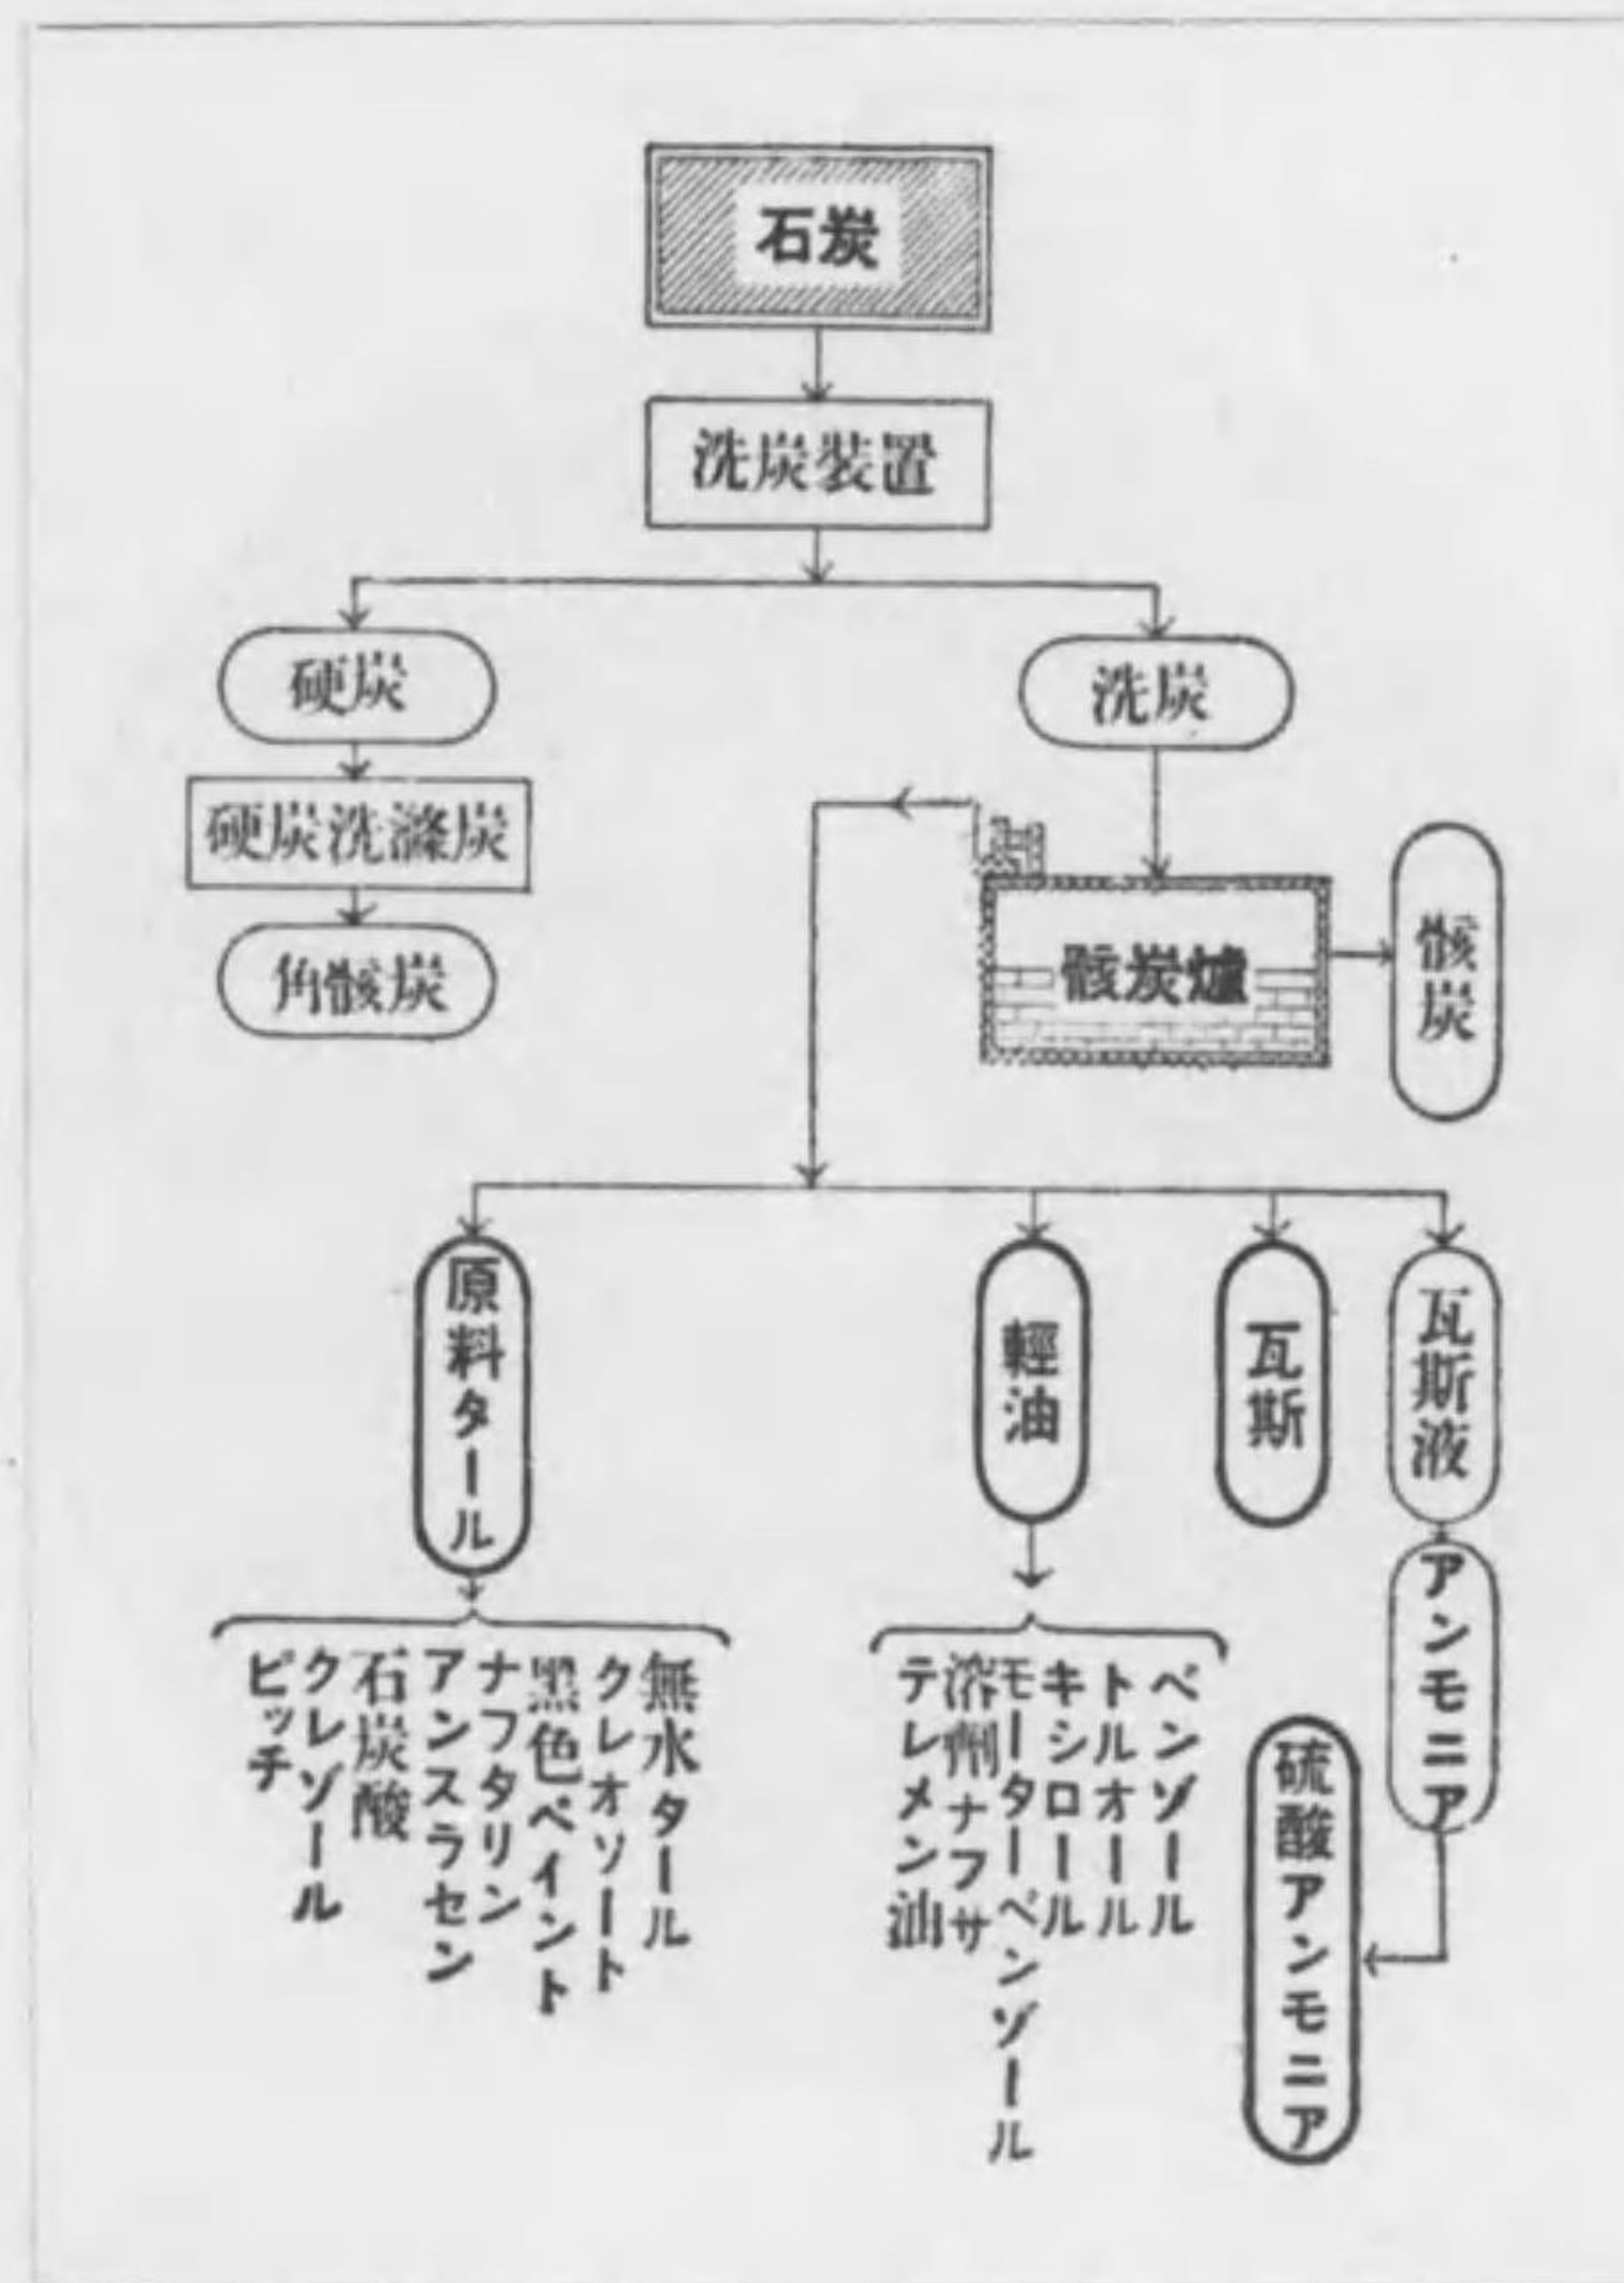 石炭
洗炭裝置
硬炭
洗炭
硬炭洗滌炭
角骸炭
骸炭爐
骸炭
原料タール
輕油
瓦斯
瓦斯液
アンモニア
硫酸アンモニア
無水タール
クレオソート
黑色ペイント
ナフタリン
アンスラセン
石炭酸
クレゾール
ピッチ
ベンゾール
トルオール
キシロール
モーターベンゾール
溶劑ナフサ
テレメン油